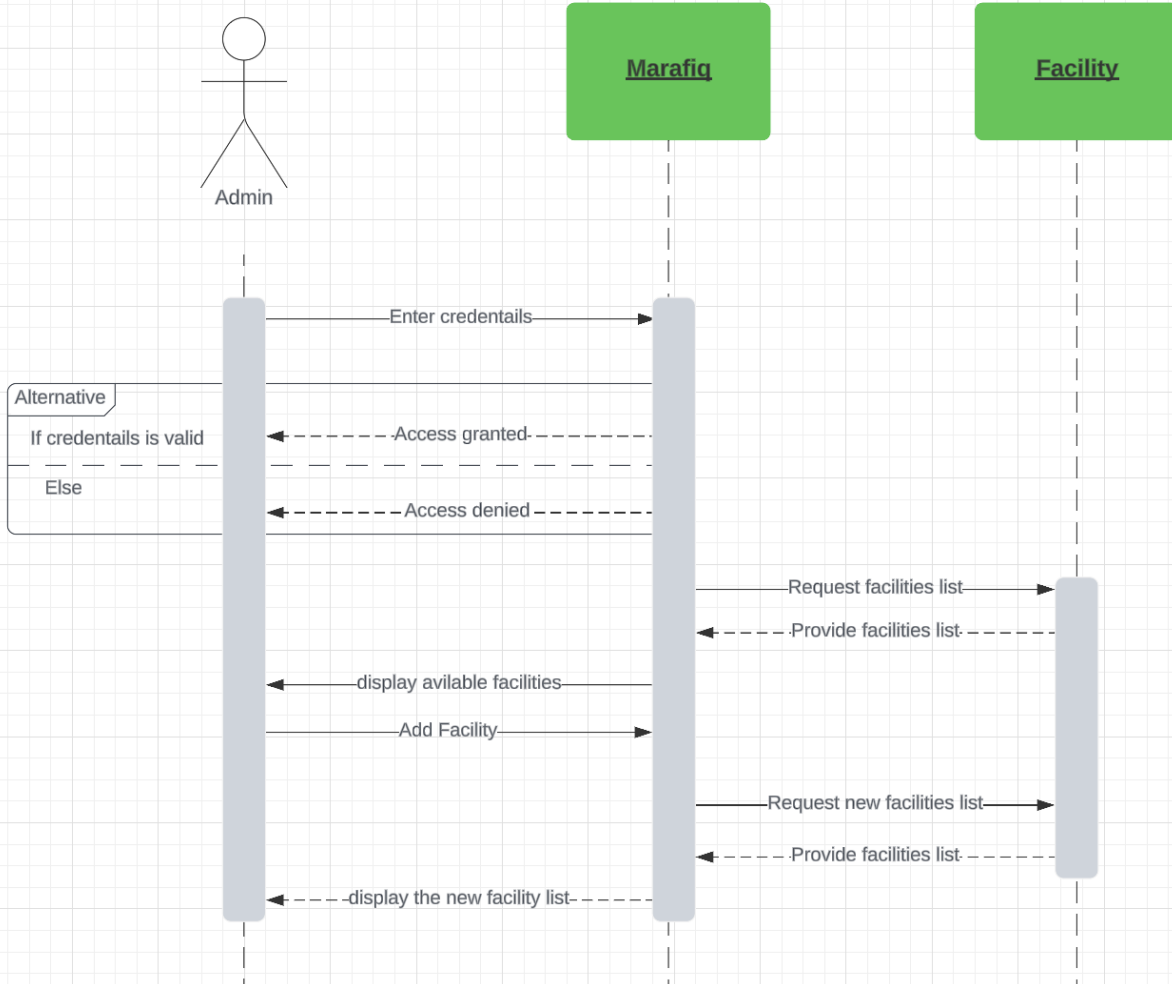 Marafiq
Facility
Admin
Enter credentails
Alternative
If credentails is valid
Access granted
Else
Access denied
Request facilities list
Provide facilities list
display avilable facilities
Add Facility
Request new facilities list
Provide facilities list
display the new facility list